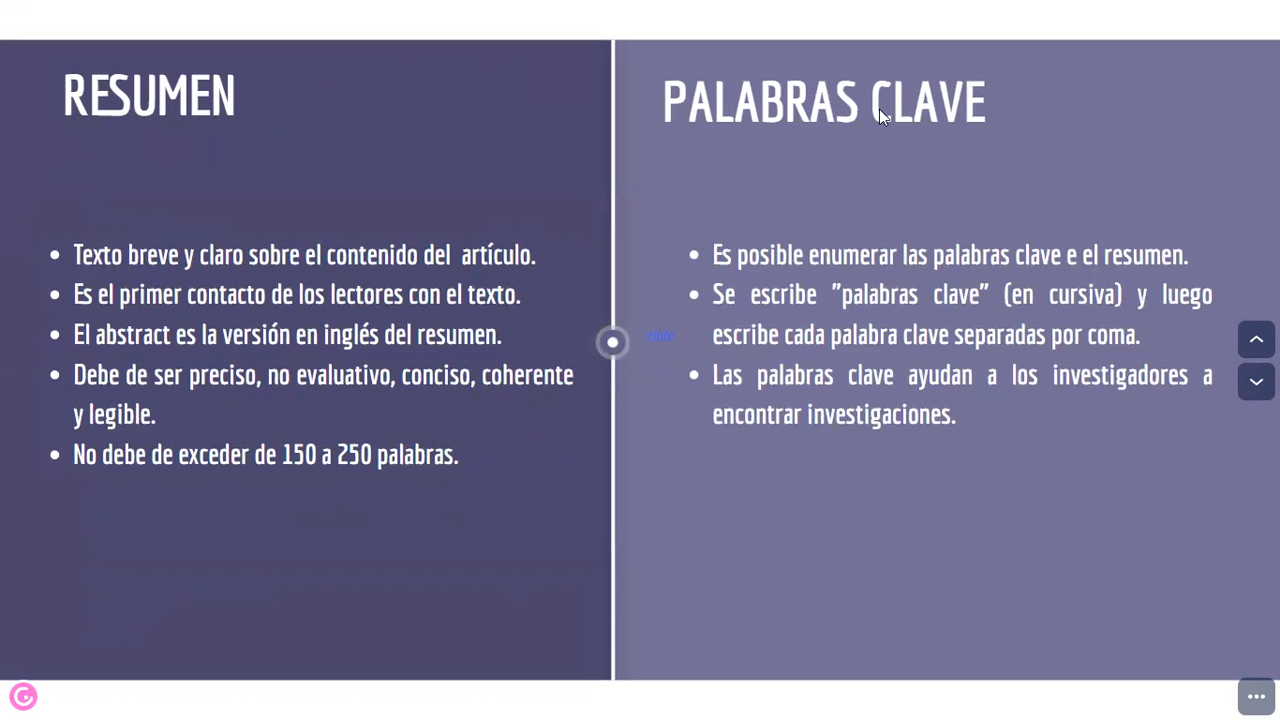 RESUMEN
Texto breve y claro sobre el contenido del artículo.
Es el primer contacto de los lectores con el texto.
El abstract es la versión en inglés del resumen.
Debe de ser preciso, no evaluativo, conciso, coherente
y legible.
No debe de exceder de 150 a 250 palabras.
PALABRAS CLAVE
Es posible enumerar las palabras clave e el resumen.
Se escribe "palabras clave" (en cursiva) y luego
escribe cada palabra clave separadas por coma.
Las palabras clave ayudan a los investigadores a
encontrar investigaciones.